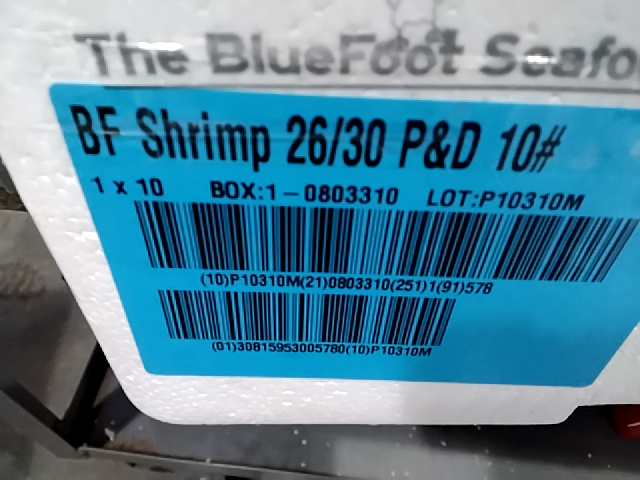 The BlueFoot Seafo
BF Shrimp 26/30 P&D 10#
1 x 10 BOX:1-0803310 LOT:P10310M
(10)P10310M(21)0803310(251)1(91)578
(01)30815953005780(10)P10310M